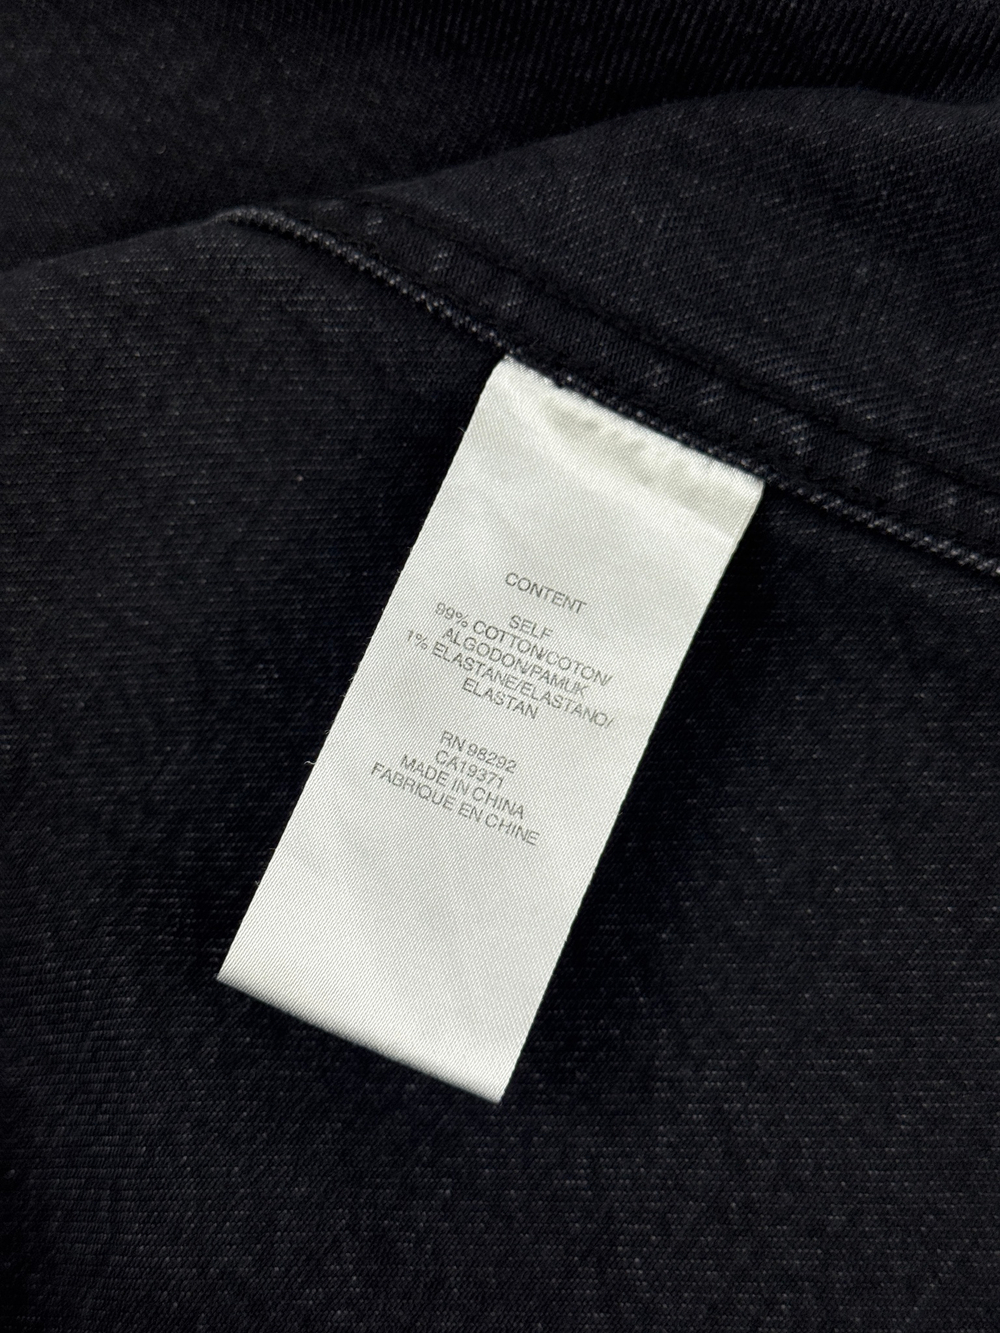 CONTENT
SELF
99% COTTON/COTON/
ALGODON/PAMUK
1% ELASTANE/ELASTANO/
ELASTAN
RN 98292
CA19371
MADE IN CHINA
FABRIQUE EN CHINE